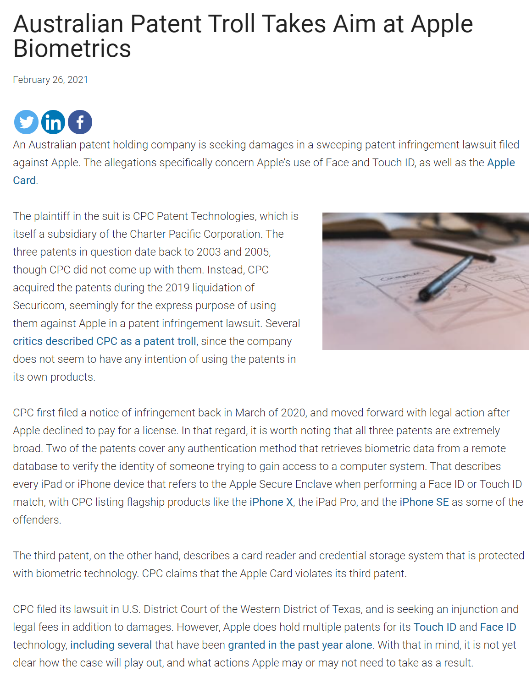 Australian Patent Troll Takes Aim at Apple
Biometrics
February 26, 2021
An Australian patent holding company is seeking damages in a sweeping patent infringement lawsuit filed
against Apple. The allegations specifically concern Apple's use of Face and Touch ID, as well as the Apple
Card.
The plaintiff in the suit is CPC Patent Technologies, which is
itself a subsidiary of the Charter Pacific Corporation. The
three patents in question date back to 2003 and 2005,
though CPC did not come up with them. Instead, CPC
acquired the patents during the 2019 liquidation of
Securicom, seemingly for the express purpose of using
them against Apple in a patent infringement lawsuit. Several
critics described CPC as a patent troll, since the company
does not seem to have any intention of using the patents in
its own products.
CPC first filed a notice of infringement back in March of 2020, and moved forward with legal action after
Apple declined to pay for a license. In that regard, it is worth noting that all three patents are extremely
broad. Two of the patents cover any authentication method that retrieves biometric data from a remote
database to verify the identity of someone trying to gain access to a computer system. That describes
every iPad or iPhone device that refers to the Apple Secure Enclave when performing a Face ID or Touch ID
match, with CPC listing flagship products like the iPhone X, the iPad Pro, and the iPhone SE as some of the
offenders.
The third patent, on the other hand, describes a card reader and credential storage system that is protected
with biometric technology. CPC claims that the Apple Card violates its third patent.
CPC filed its lawsuit in U.S. District Court of the Western District of Texas, and is seeking an injunction and
legal fees in addition to damages. However, Apple does hold multiple patents for its Touch ID and Face ID
technology, including several that have been granted in the past year alone. With that in mind, it is not yet
clear how the case will play out, and what actions Apple may or may not need to take as a result.